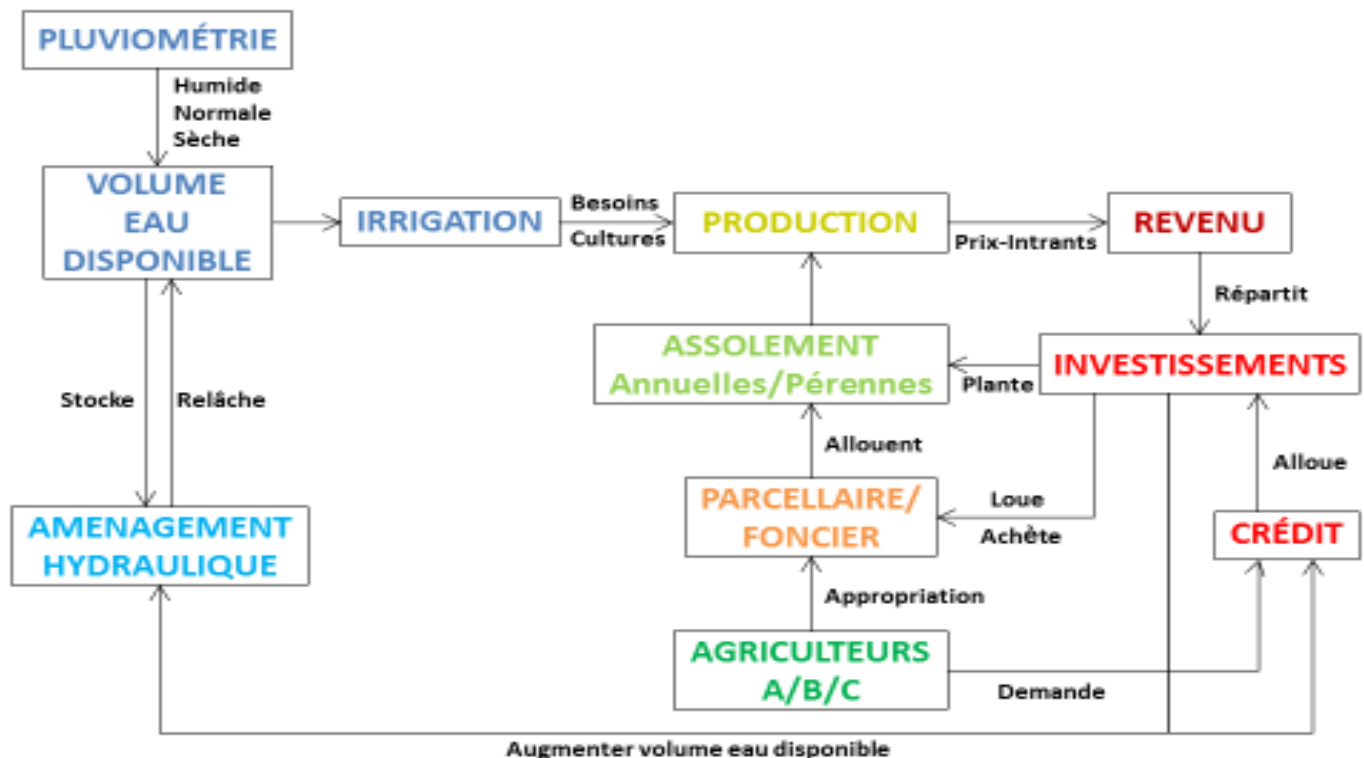 PLUVIOMÉTRIE
Humide
Normale
Sèche
VOLUME
EAU
DISPONIBLE
IRRIGATION
Besoins
Cultures
PRODUCTION
Prix-Intrants
REVENU
Répartit
ASSOLEMENT
Annuelles/Pérennes
Plante
INVESTISSEMENTS
Stocke
Relâche
Allouent
Alloue
AMENAGEMENT
HYDRAULIQUE
PARCELLAIRE/
FONCIER
Loue
Achète
CRÉDIT
Appropriation
AGRICULTEURS
A/B/C
Demande
Augmenter volume eau disponible